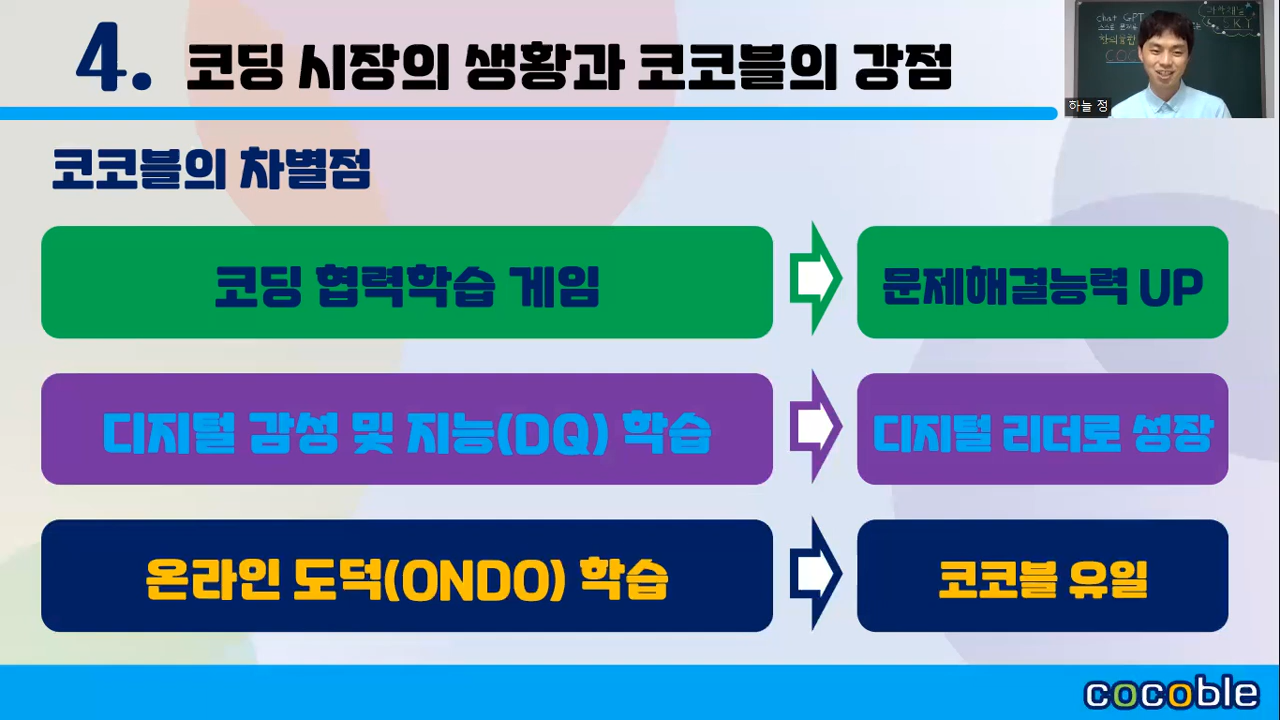 4. 코딩 시장의 생황과 코코블의 강점
chat GPT
하늘 정
코코블의 차별점
코딩 협력학습 게임
문제해결능력 UP
디지털 감성 및 지능(DQ) 학습
디지털 리더로 성장
온라인 도덕(ONDO) 학습
코코블 유일
cocoble